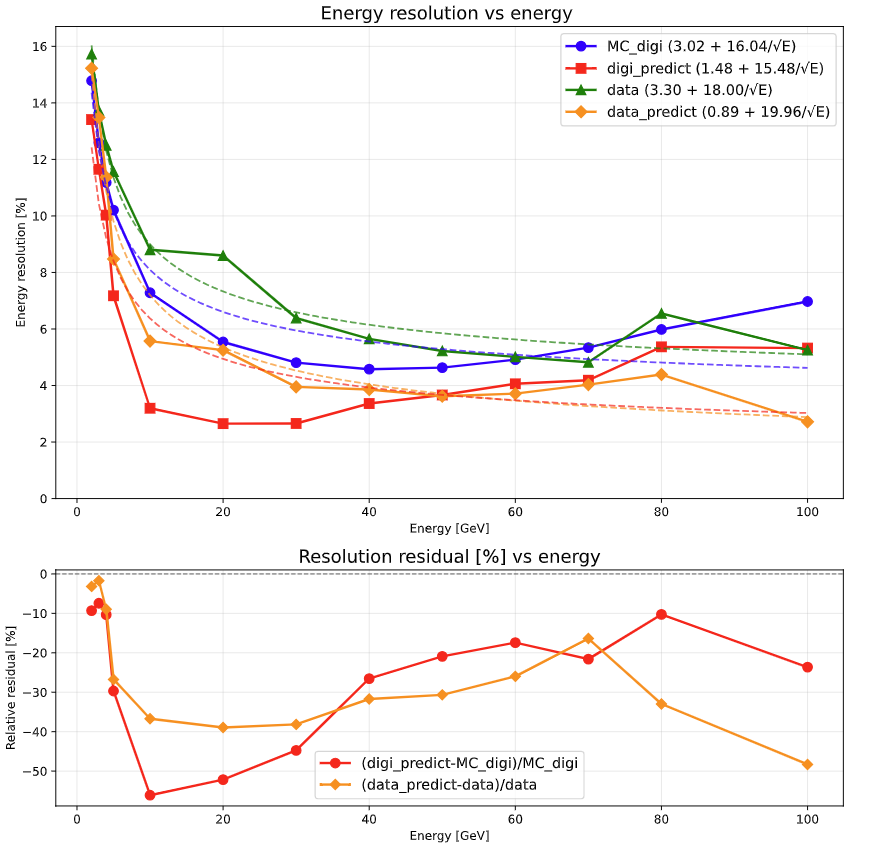 Energy resolution vs energy
MC_digi (3.02 + 16.04/√E)
digi_predict (1.48 + 15.48/√E)
data (3.30 + 18.00/√E)
data_predict (0.89 + 19.96/√E)
Energy resolution [%]
16
14
12
10
8
6
4
2
0
0 20 40 60 80 100
Energy [GeV]
Resolution residual [%] vs energy
Relative residual [%]
0
−10
−20
−30
−40
−50
(digi_predict-MC_digi)/MC_digi
(data_predict-data)/data
0 20 40 60 80 100
Energy [GeV]